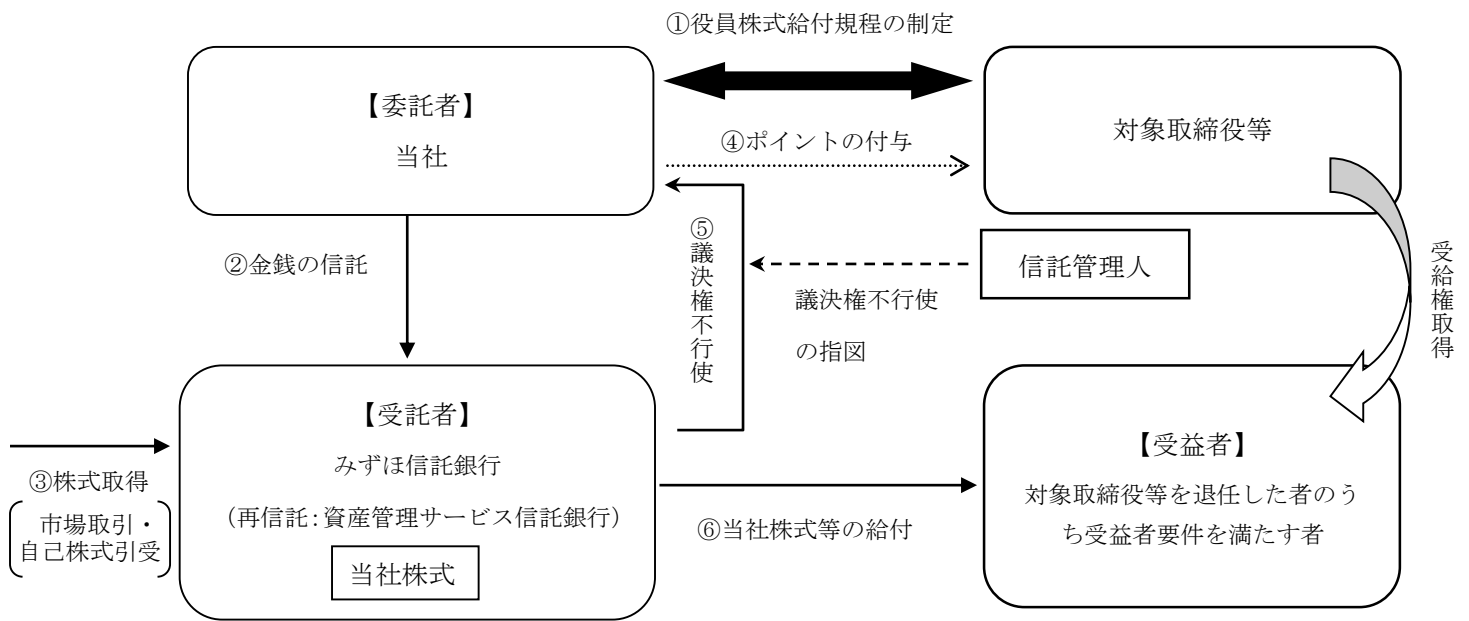 ①役員株式給付規程の制定
【委託者】
当社
対象取締役等
④ポイントの付与
②金銭の信託
⑤議決権不行使
信託管理人
議決権不行使
の指図
受給権取得
【受託者】
みずほ信託銀行
(再信託:資産管理サービス信託銀行)
当社株式
③株式取得
市場取引・
自己株式引受
⑥当社株式等の給付
【受益者】
対象取締役等を退任した者のう
ち受益者要件を満たす者